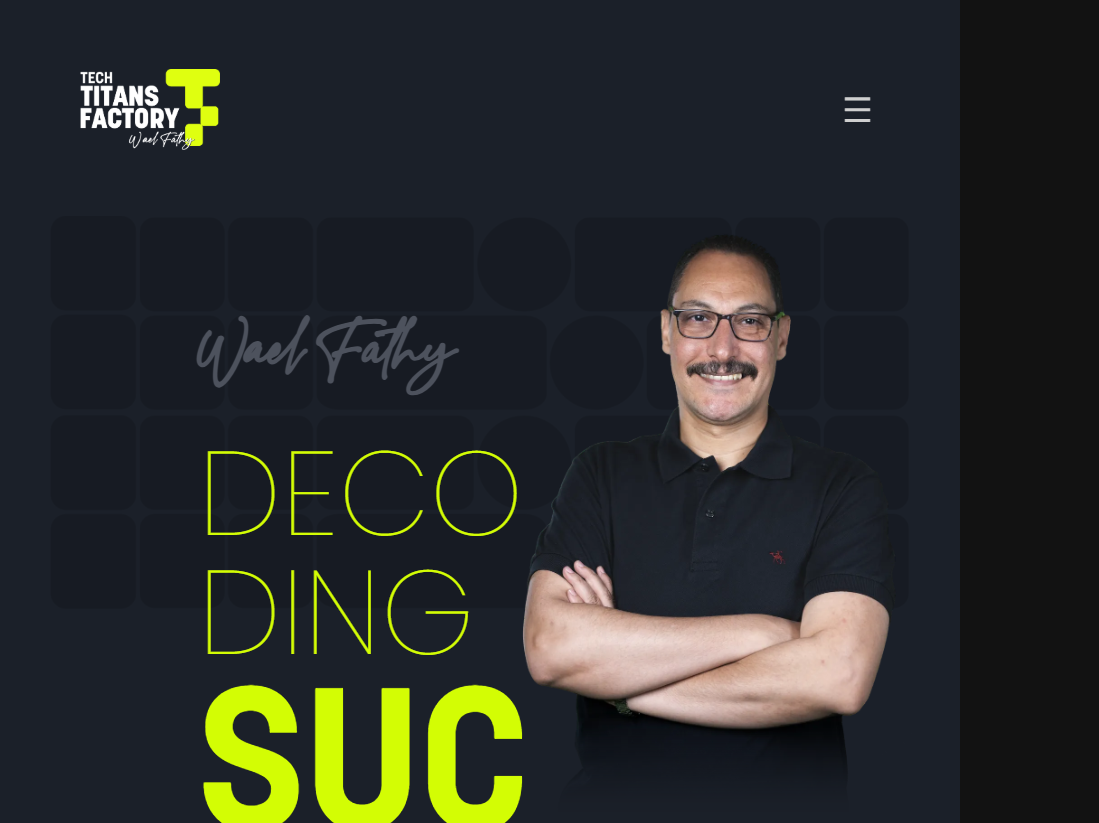 TECH
TITANS
FACTORY
Wael Fathy
Wael Fathy
DECO
DING
SUC